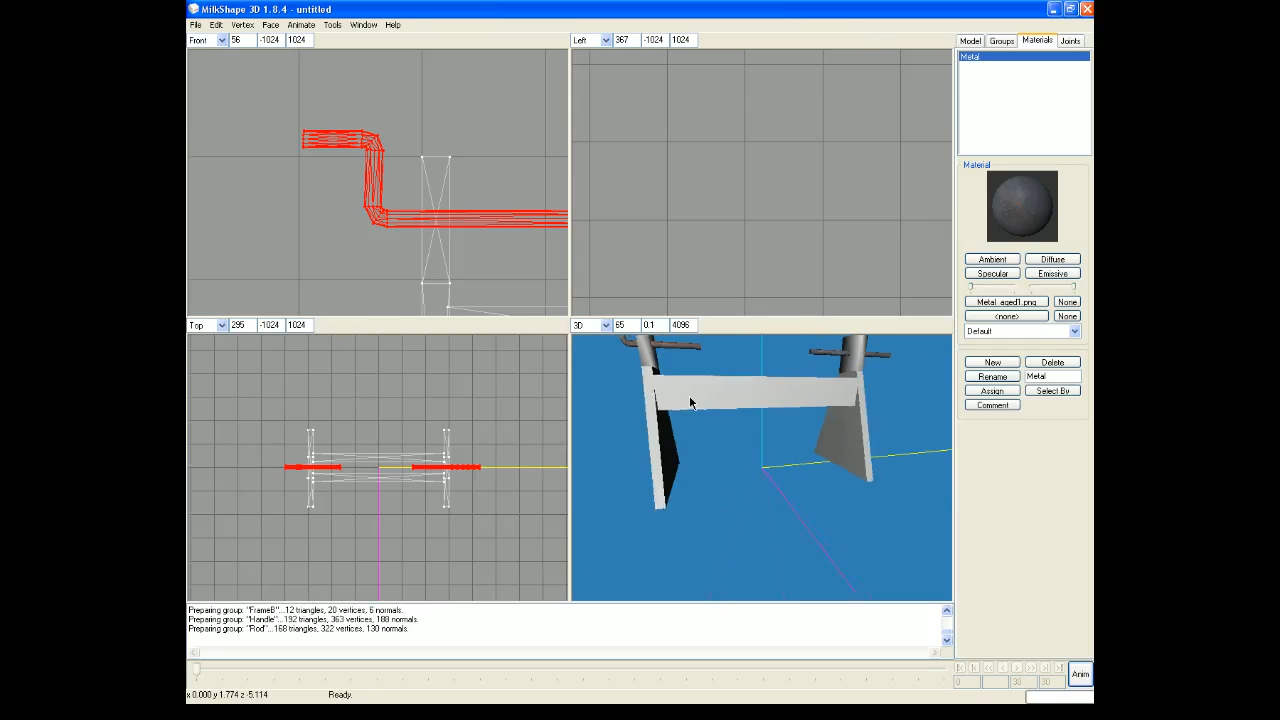 MilkShape 3D 1.8.4 - untitled
File Edit Vertex Face Animate Tools Window Help
Front 56 -1024 1024
Left 367 -1024 1024
Model Groups Materials Joints
Metal
Material
Ambient Diffuse
Specular Emissive
Metal_aged1.png None
<none> None
Top 295 -1024 1024
3D 65 0.1 4096
Default
New Delete
Rename Metal
Assign Select By
Comment
Preparing group: "FrameB"...12 triangles, 20 vertices, 6 normals.
Preparing group: "Handle"...192 triangles, 363 vertices, 188 normals.
Preparing group: "Rod"...168 triangles, 322 vertices, 130 normals.
Anim
0 30 30
x 0.000 y 1.774 z -5.114 Ready.